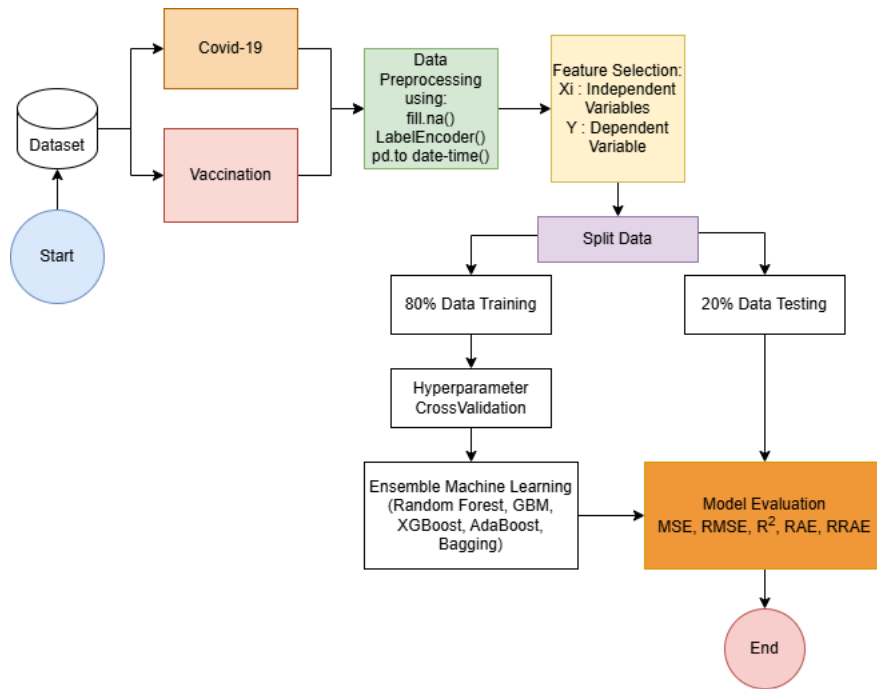 Start
Dataset
Covid-19
Vaccination
Data
Preprocessing
using:
fill.na()
LabelEncoder()
pd.to date-time()
Feature Selection:
Xi : Independent
Variables
Y : Dependent
Variable
Split Data
80% Data Training
20% Data Testing
Hyperparameter
CrossValidation
Ensemble Machine Learning
(Random Forest, GBM,
XGBoost, AdaBoost,
Bagging)
Model Evaluation
MSE, RMSE, R², RAE, RRAE
End